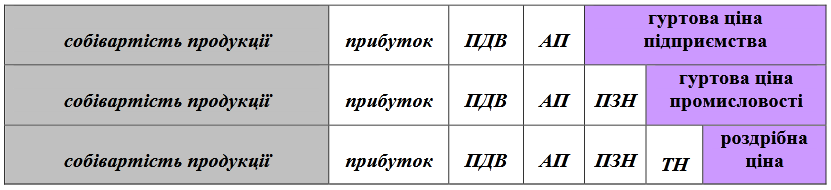 собівартість продукції прибуток ПДВ АП гуртова ціна
підприємства
собівартість продукції прибуток ПДВ АП ПЗН гуртова ціна
промисловості
собівартість продукції прибуток ПДВ АП ПЗН ТН роздрібна
ціна